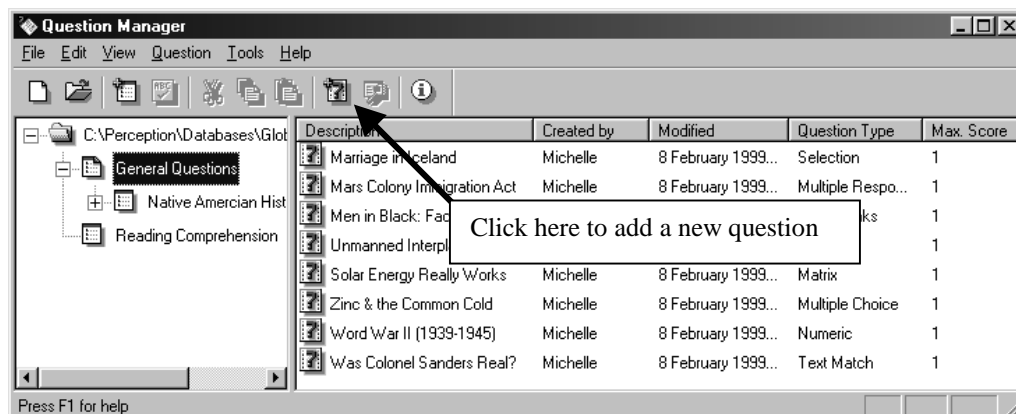 Question Manager
File Edit View Question Tools Help
ABC
C:\Perception\Databases\Glob
General Questions
Native Amercian Hist
Reading Comprehension
Description Created by Modified Question Type Max. Score
Marriage in Iceland Michelle 8 February 1999... Selection 1
Mars Colony Immigration Act Michelle 8 February 1999... Multiple Respo... 1
Men in Black: Fac 1
Unmanned Interpl 1
Click here to add a new question
Solar Energy Really Works Michelle 8 February 1999... Matrix 1
Zinc & the Common Cold Michelle 8 February 1999... Multiple Choice 1
Word War II (1939-1945) Michelle 8 February 1999... Numeric 1
Was Colonel Sanders Real? Michelle 8 February 1999... Text Match 1
Press F1 for help